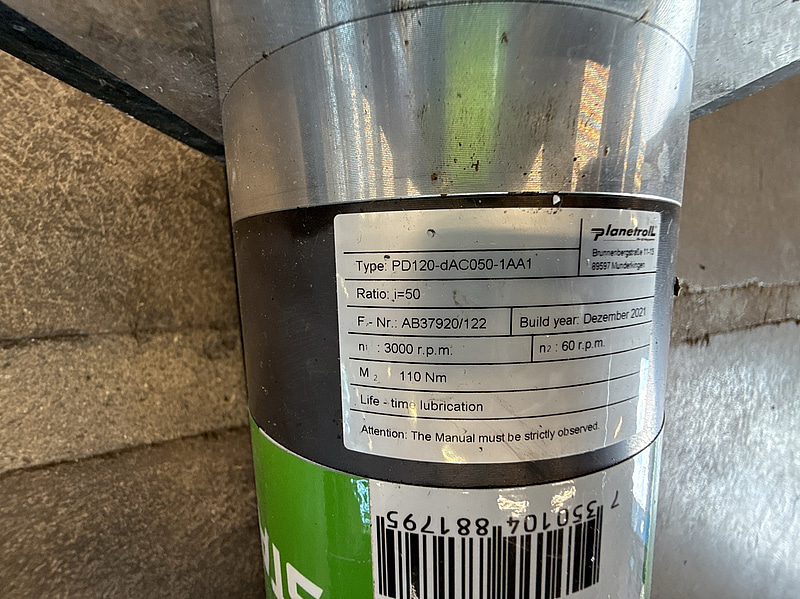 PlanetrolL
Brunnenbergstraße 11-13
89597 Munderkingen
Type: PD120-dAC050-1AA1
Ratio: i=50
F.- Nr.: AB37920/122
Build year: Dezember 2021
n1 : 3000 r.p.m.
n2 : 60 r.p.m.
M2 110 Nm
Life - time lubrication
Attention: The Manual must be strictly observed.
7 350104 881795